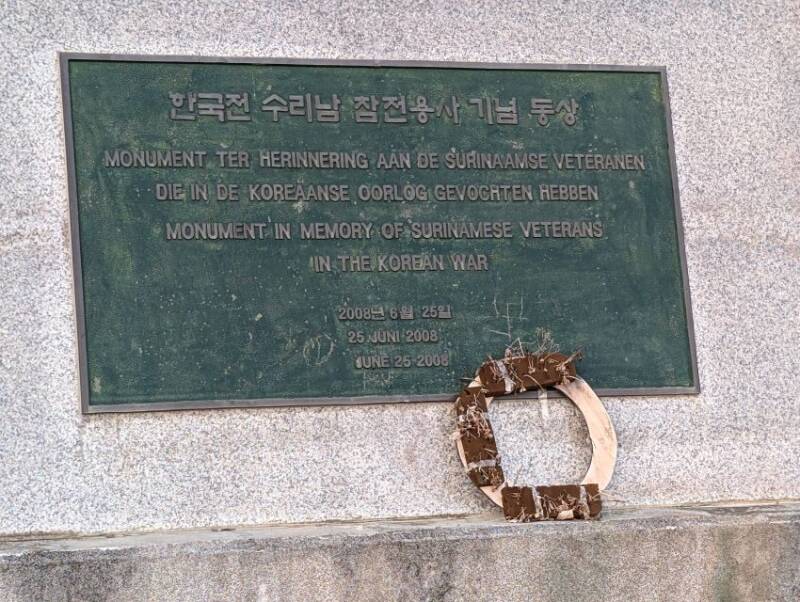 한국전 수리남 참전용사 기념 동상
MONUMENT TER HERINNERING AAN DE SURINAAMSE VETERANEN
DIE IN DE KOREAANSE OORLOG GEVOCHTEN HEBBEN
MONUMENT IN MEMORY OF SURINAMESE VETERANS
IN THE KOREAN WAR
2008년 6월 25일
25 JUNI 2008
JUNE 25 2008